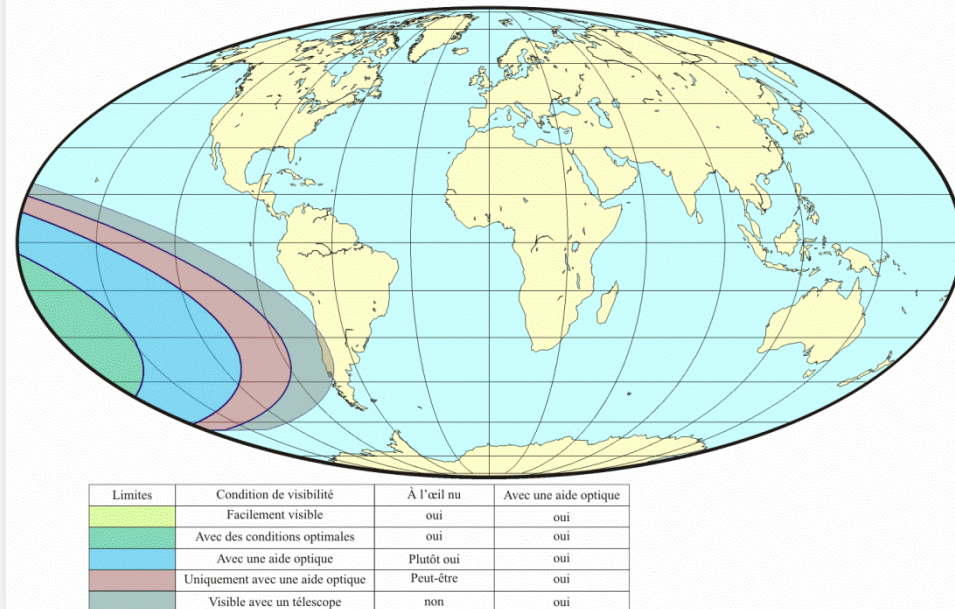 Limites Condition de visibilité À l’œil nu Avec une aide optique
Facilement visible oui oui
Avec des conditions optimales oui oui
Avec une aide optique Plutôt oui oui
Uniquement avec une aide optique Peut-être oui
Visible avec un télescope non oui